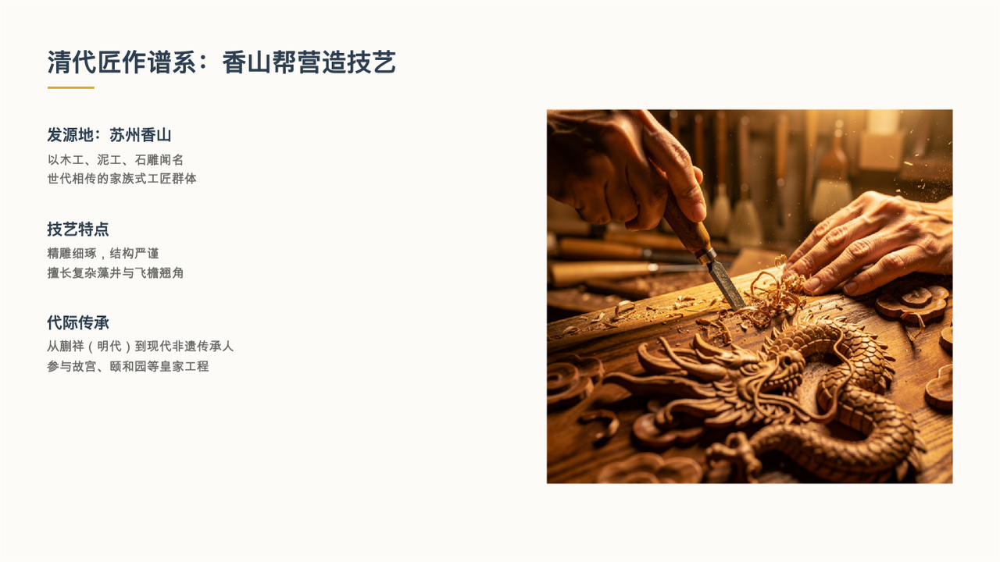 清代匠作谱系：香山帮营造技艺
发源地：苏州香山
以木工、泥工、石雕闻名
世代相传的家族式工匠群体
技艺特点
精雕细琢，结构严谨
擅长复杂藻井与飞檐翘角
代际传承
从蒯祥（明代）到现代非遗传承人
参与故宫、颐和园等皇家工程